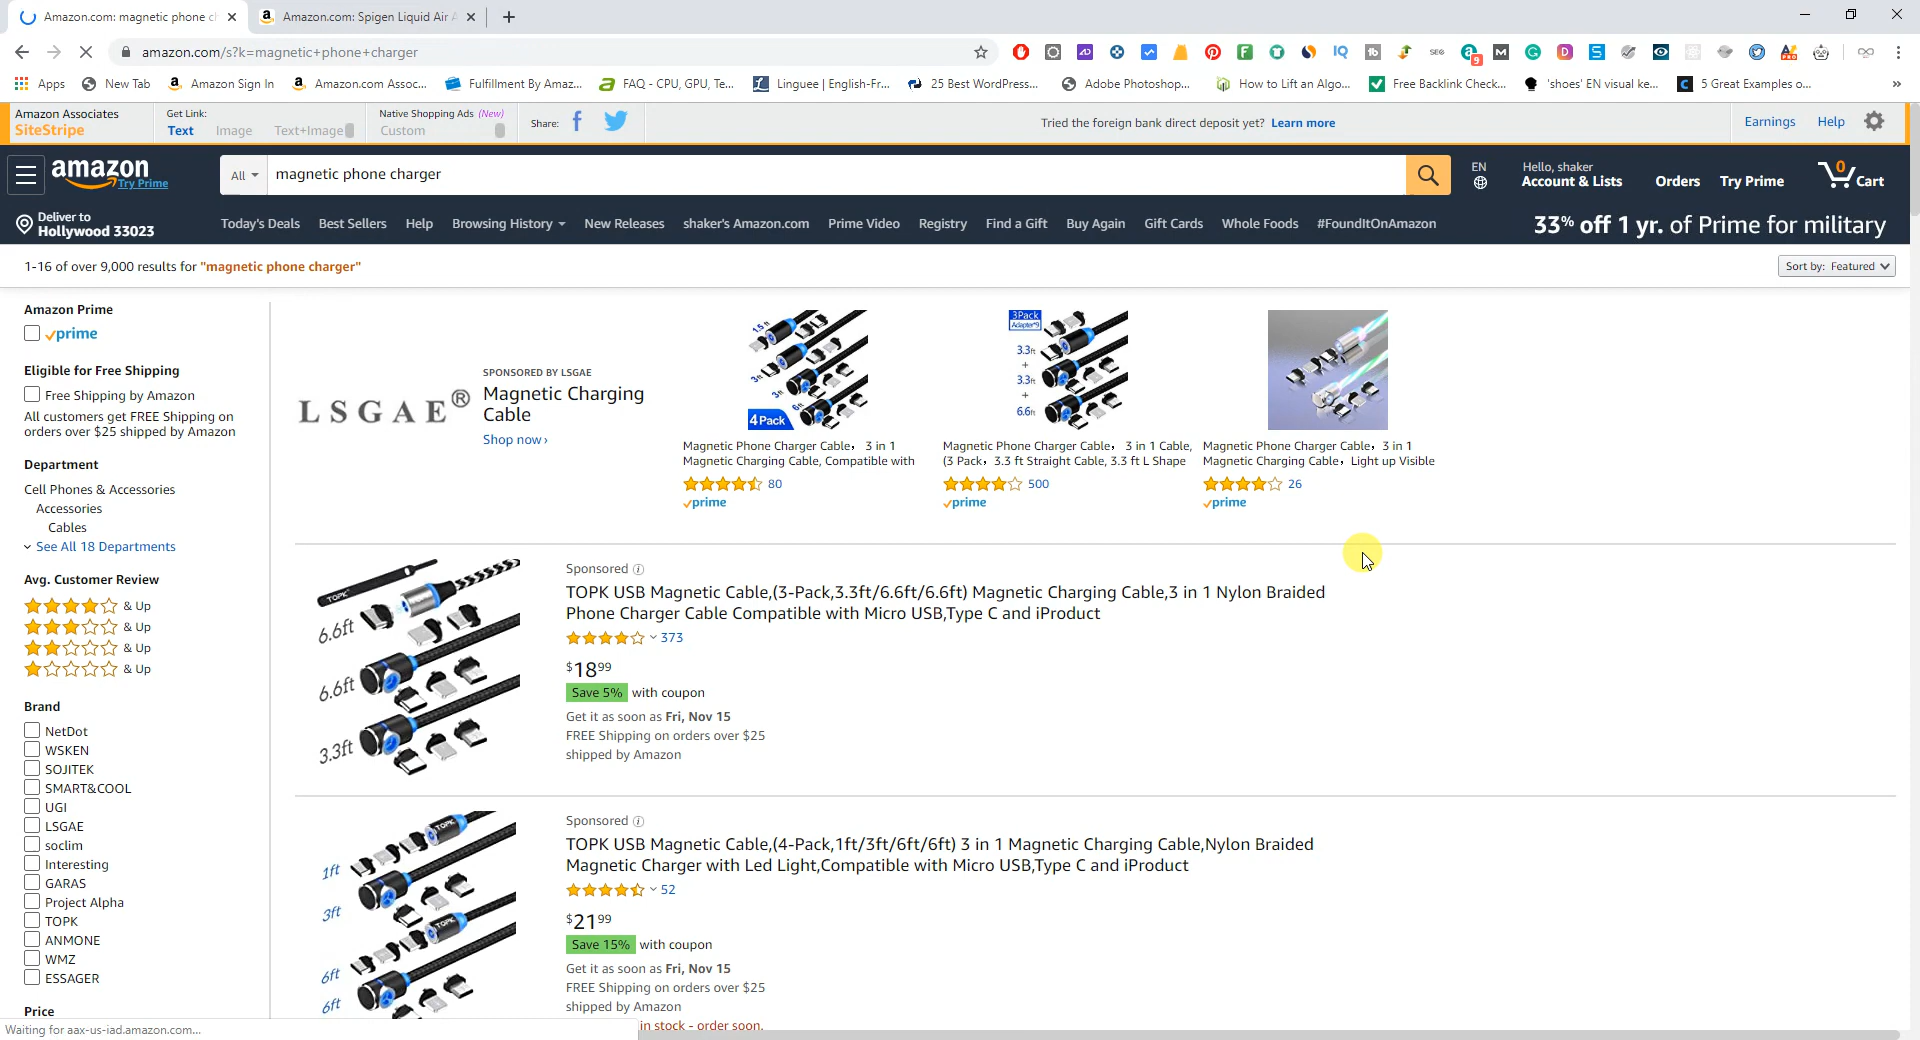 Amazon.com: magnetic phone ch
Amazon.com: Spigen Liquid Air A
amazon.com/s?k=magnetic+phone+charger
Apps
New Tab
Amazon Sign In
Amazon.com Assoc...
Fulfillment By Amaz...
FAQ - CPU, GPU, Te...
Linguee | English-Fr...
25 Best WordPress...
Adobe Photoshop...
How to Lift an Algo...
Free Backlink Check...
'shoes' EN visual ke...
5 Great Examples o...
Amazon Associates
SiteStripe
Get Link:
Text Image Text+Image
Native Shopping Ads (New)
Custom
Share:
Tried the foreign bank direct deposit yet? Learn more
Earnings
Help
amazon
Try Prime
All
magnetic phone charger
EN
Hello, shaker
Account & Lists
Orders
Try Prime
0
Cart
Deliver to
Hollywood 33023
Today's Deals
Best Sellers
Help
Browsing History
New Releases
shaker's Amazon.com
Prime Video
Registry
Find a Gift
Buy Again
Gift Cards
Whole Foods
#FoundItOnAmazon
33% off 1 yr. of Prime for military
1-16 of over 9,000 results for "magnetic phone charger"
Sort by: Featured
Amazon Prime
prime
Eligible for Free Shipping
Free Shipping by Amazon
All customers get FREE Shipping on
orders over $25 shipped by Amazon
Department
Cell Phones & Accessories
Accessories
Cables
See All 18 Departments
Avg. Customer Review
& Up
& Up
& Up
& Up
Brand
NetDot
WSKEN
SOJITEK
SMART&COOL
UGI
LSGAE
soclim
Interesting
GARAS
Project Alpha
TOPK
ANMONE
WMZ
ESSAGER
Price
Waiting for aax-us-iad.amazon.com...
LSGAE®
SPONSORED BY LSGAE
Magnetic Charging
Cable
Shop now ›
1.5 ft
3ft
3ft
6ft
4 Pack
Magnetic Phone Charger Cable, 3 in 1
Magnetic Charging Cable, Compatible with
80
prime
3Pack
Adapter*9
3.3ft
+
3.3ft
+
6.6ft
Magnetic Phone Charger Cable, 3 in 1 Cable,
(3 Pack, 3.3 ft Straight Cable, 3.3 ft L Shape
500
prime
Magnetic Phone Charger Cable, 3 in 1
Magnetic Charging Cable, Light up Visible
26
prime
TOPK
6.6ft
6.6ft
3.3ft
Sponsored
TOPK USB Magnetic Cable,(3-Pack,3.3ft/6.6ft/6.6ft) Magnetic Charging Cable,3 in 1 Nylon Braided
Phone Charger Cable Compatible with Micro USB,Type C and iProduct
373
$18 99
Save 5% with coupon
Get it as soon as Fri, Nov 15
FREE Shipping on orders over $25
shipped by Amazon
TOPK
1ft
3ft
TOPK
6ft
6ft
Sponsored
TOPK USB Magnetic Cable,(4-Pack,1ft/3ft/6ft/6ft) 3 in 1 Magnetic Charging Cable,Nylon Braided
Magnetic Charger with Led Light,Compatible with Micro USB,Type C and iProduct
52
$21 99
Save 15% with coupon
Get it as soon as Fri, Nov 15
FREE Shipping on orders over $25
shipped by Amazon
in stock - order soon.